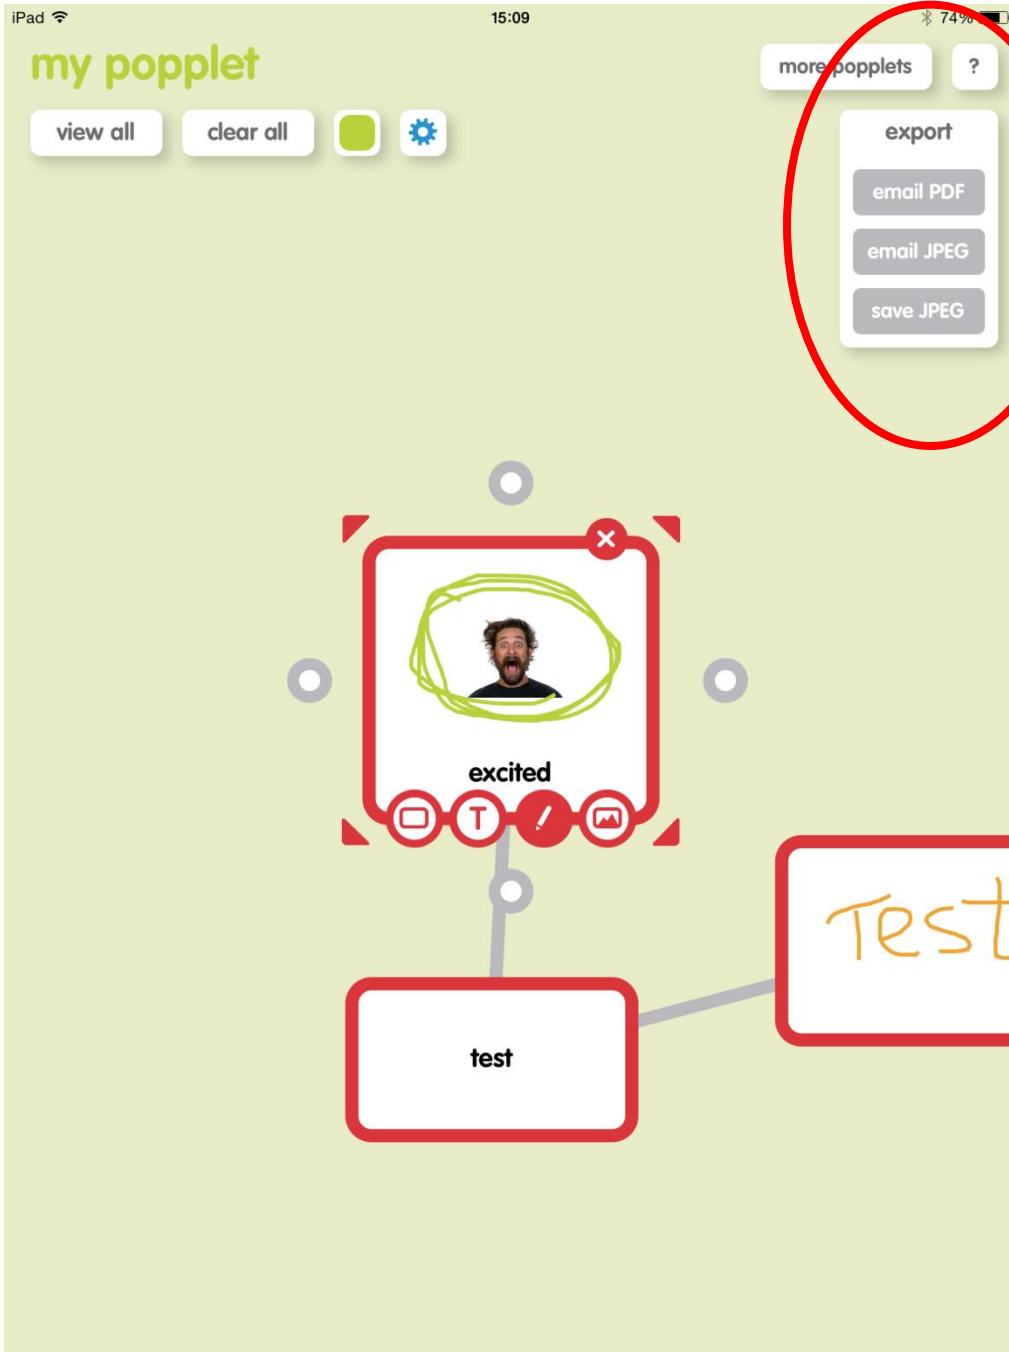 iPad 15:09 74%
my popplet
more popplets ?
view all clear all
export
email PDF
email JPEG
save JPEG
excited
T
Test
test